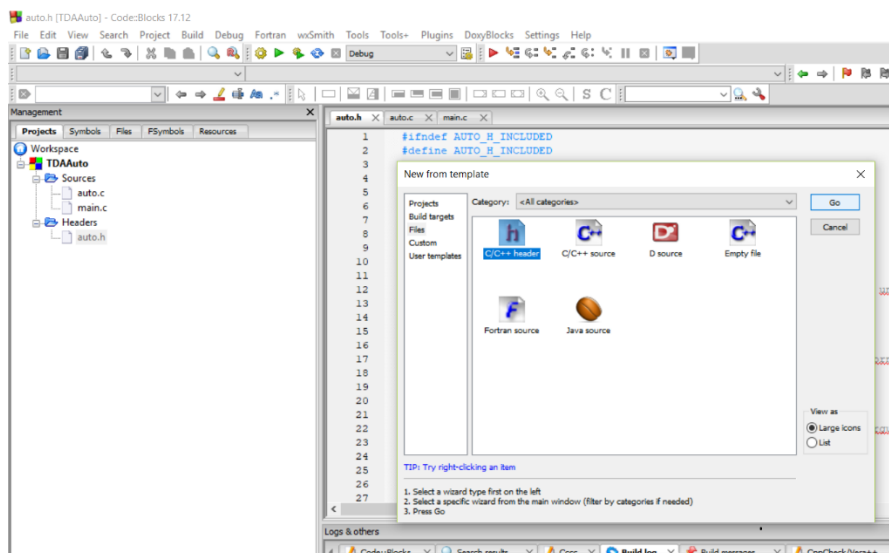 auto.h [TDAAuto] - Code::Blocks 17.12
File Edit View Search Project Build Debug Fortran wxSmith Tools Tools+ Plugins DoxyBlocks Settings Help
Debug
S C
Management
Projects Symbols Files FSymbols Resources
Workspace
TDAAuto
Sources
auto.c
main.c
Headers
auto.h
auto.h auto.c main.c
1 #ifndef AUTO_H_INCLUDED
2 #define AUTO_H_INCLUDED
3
4
5
6
7
8
9
10
11
12
13
14
15
16
17
18
19
20
21
22
23
24
25
26
27
New from template
Projects
Build targets
Files
Custom
User templates
Category: <All categories>
Go
Cancel
C/C++ header C/C++ source D source Empty file
Fortran source Java source
View as
Large icons
List
TIP: Try right-clicking an item
1. Select a wizard type first on the left
2. Select a specific wizard from the main window (filter by categories if needed)
3. Press Go
Logs & others
Code::Blocks Search results Cccc Build log Build messages CppCheck/Vera++